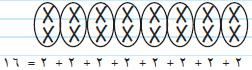 ٢ + ٢ + ٢ + ٢ + ٢ + ٢ + ٢ + ٢ = ١٦